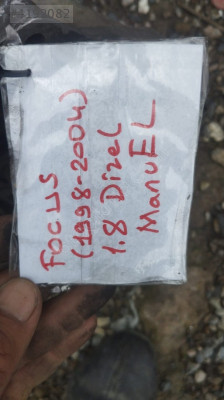 FOCUS
(1998-2004)
1.8 Dizel
ManuEL